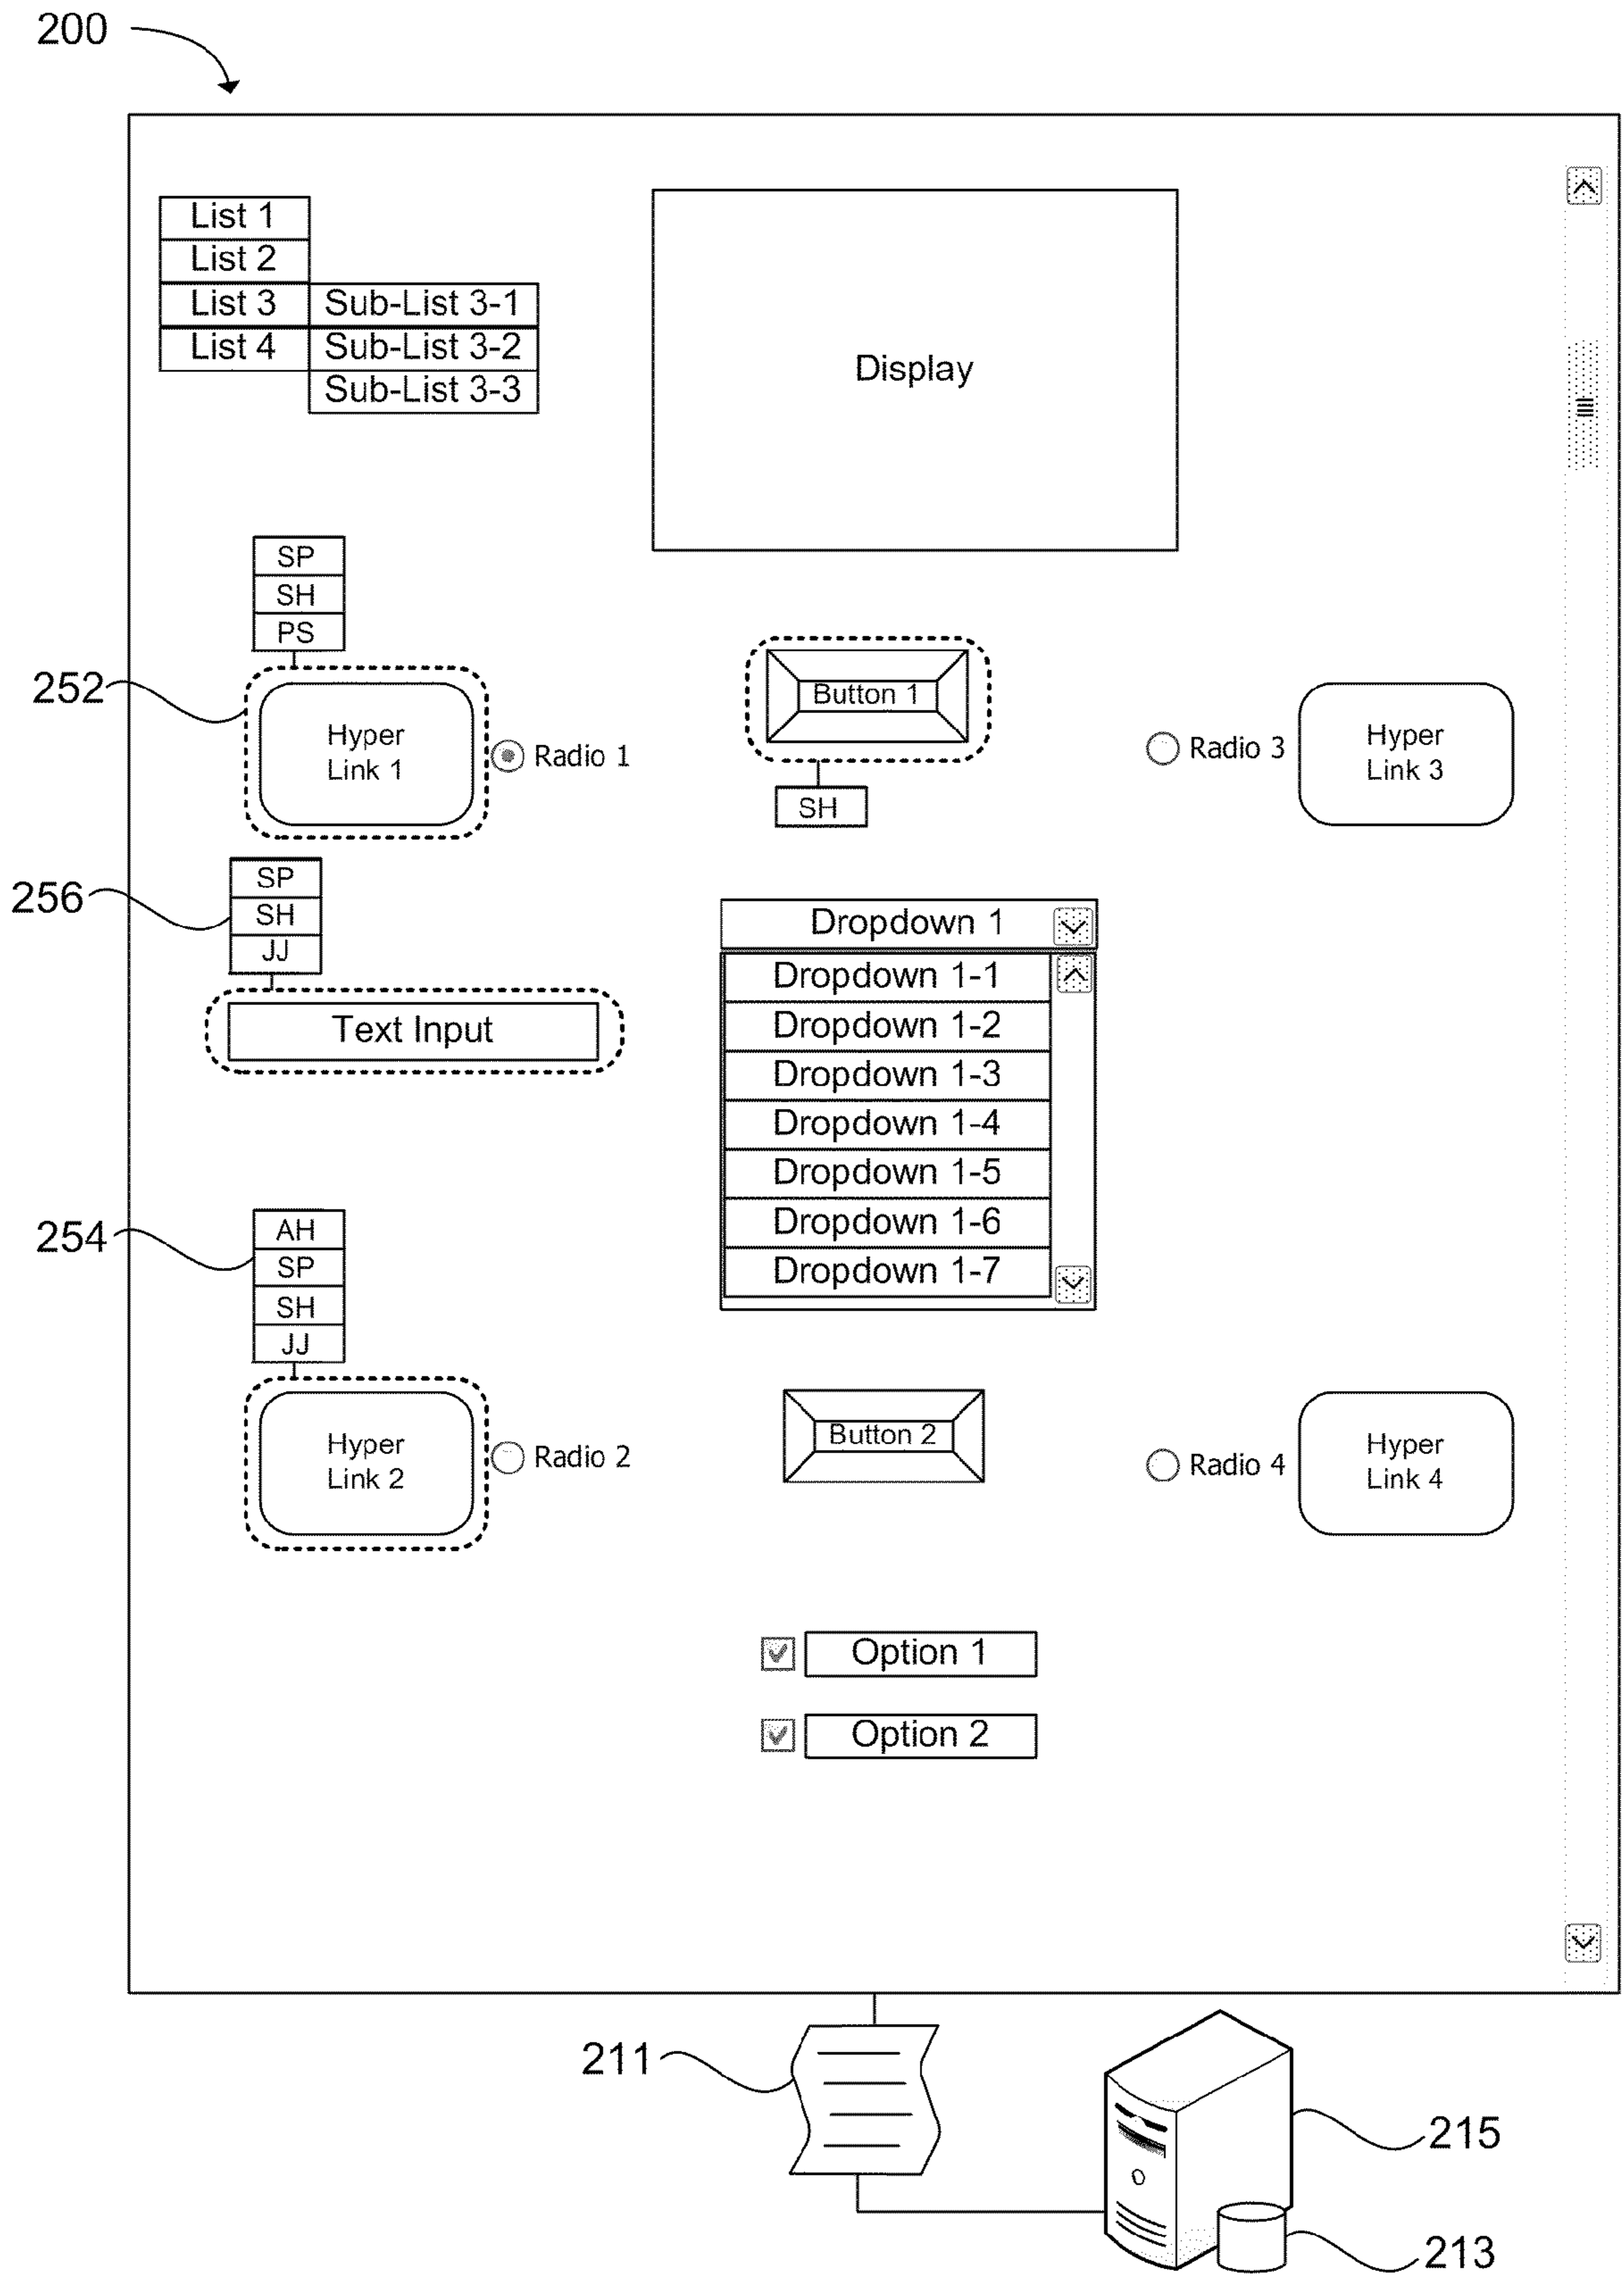 200
List 1
List 2
List 3
Sub-List 3-1
List 4
Sub-List 3-2
Sub-List 3-3
Display
SP
SH
PS
252
Hyper
Link 1
Radio 1
Button 1
SH
Radio 3
Hyper
Link 3
256
SP
SH
JJ
Text Input
Dropdown 1
Dropdown 1-1
Dropdown 1-2
Dropdown 1-3
Dropdown 1-4
Dropdown 1-5
Dropdown 1-6
Dropdown 1-7
254
AH
SP
SH
JJ
Hyper
Link 2
Radio 2
Button 2
Radio 4
Hyper
Link 4
Option 1
Option 2
211
215
213